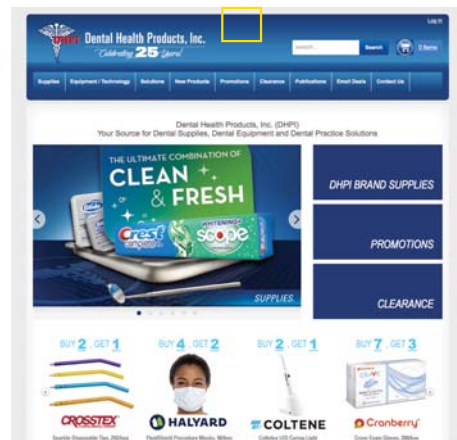 Log In
DHPI Dental Health Products, Inc.
Celebrating 25 Years!
search... Search 0 Items
Supplies Equipment / Technology Solutions New Products Promotions Clearance Publications Email Deals Contact Us
Dental Health Products, Inc. (DHPI)
Your Source for Dental Supplies, Dental Equipment and Dental Practice Solutions
THE ULTIMATE COMBINATION OF
CLEAN
& FRESH
DHPI BRAND SUPPLIES
Crest
WHITENING+
scope
PROMOTIONS
SUPPLIES
CLEARANCE
BUY 2, GET 1 BUY 4, GET 2 BUY 2, GET 1 BUY 7, GET 3
CROSSTEX HALYARD COLTENE Cranberry